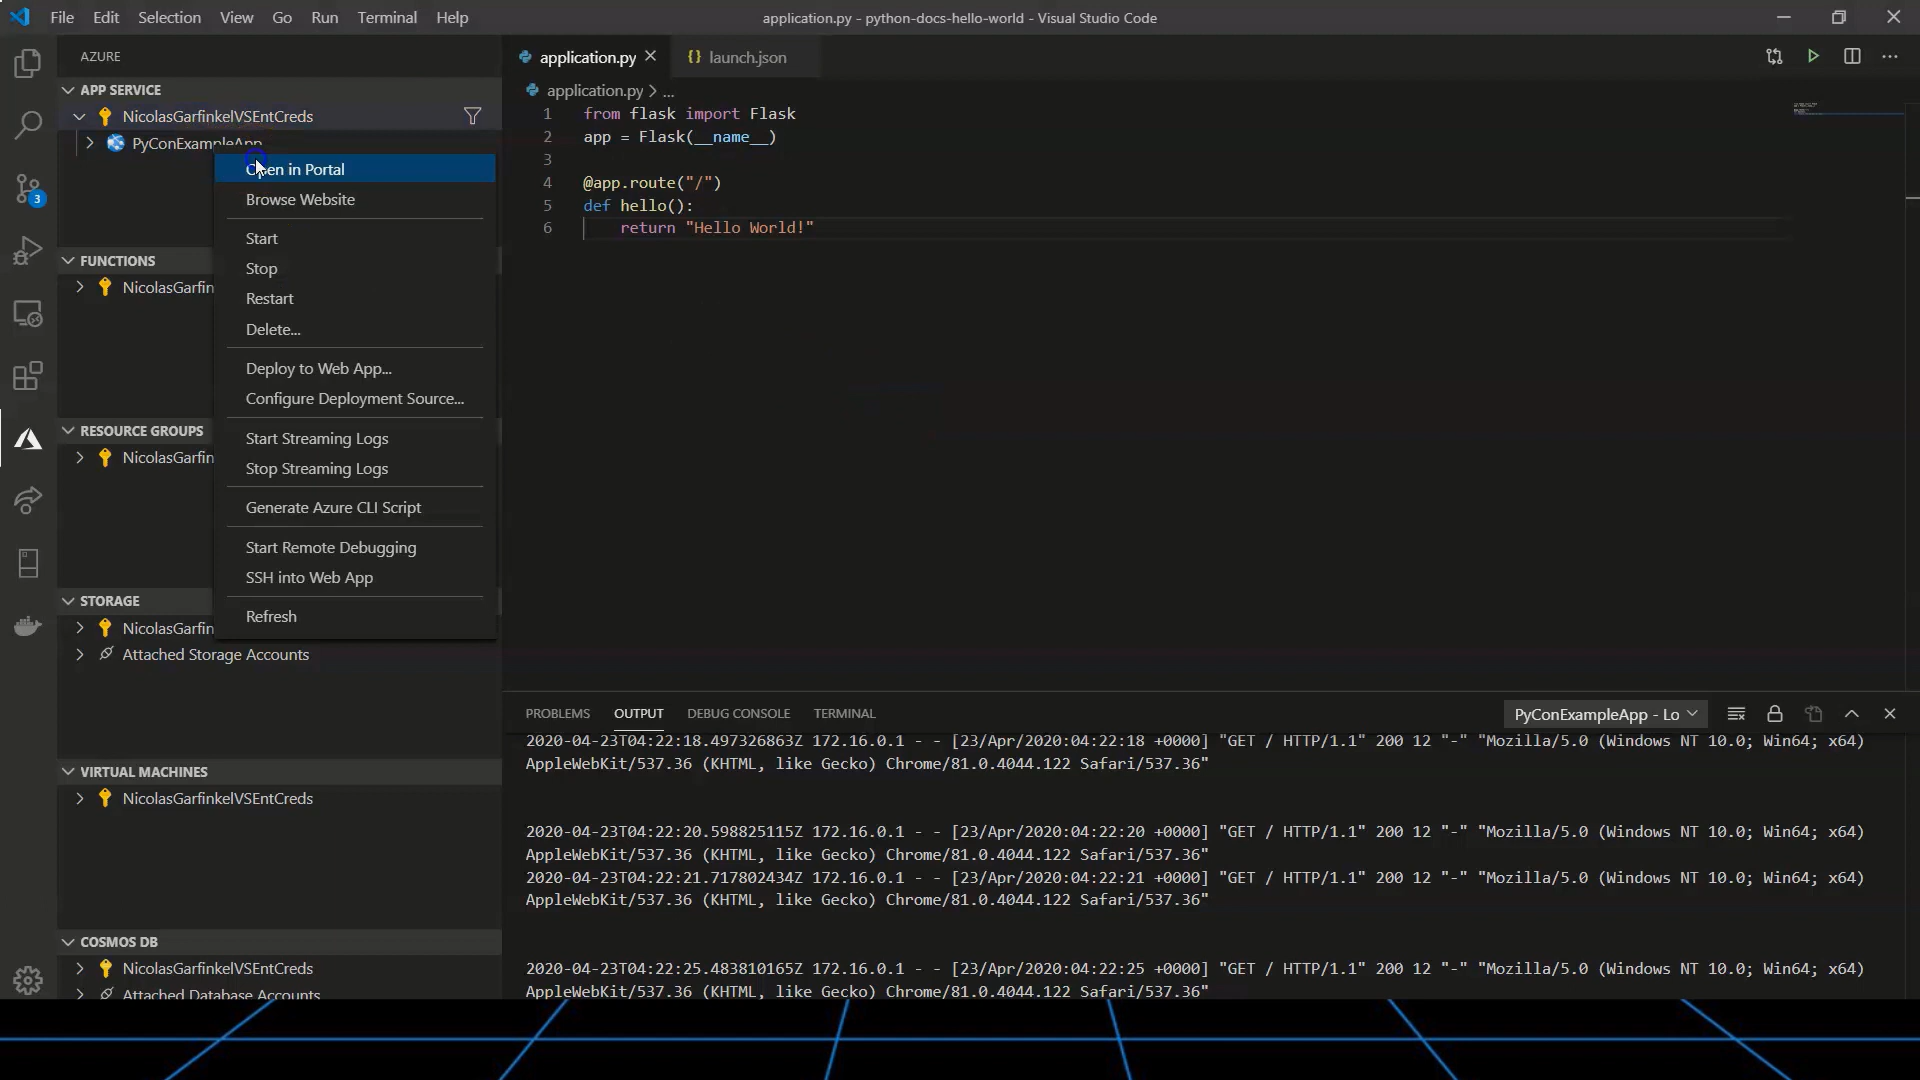 File Edit Selection View Go Run Terminal Help
application.py - python-docs-hello-world - Visual Studio Code
AZURE
APP SERVICE
NicolasGarfinkelVSEntCreds
PyConExampleApp
Open in Portal
Browse Website
Start
Stop
Restart
Delete...
Deploy to Web App...
Configure Deployment Source...
Start Streaming Logs
Stop Streaming Logs
Generate Azure CLI Script
Start Remote Debugging
SSH into Web App
Refresh
3
FUNCTIONS
NicolasGarfin
RESOURCE GROUPS
NicolasGarfin
STORAGE
NicolasGarfin
Attached Storage Accounts
VIRTUAL MACHINES
NicolasGarfinkelVSEntCreds
COSMOS DB
NicolasGarfinkelVSEntCreds
Attached Database Accounts
application.py
{} launch.json
application.py > ...
1 from flask import Flask
2 app = Flask(__name__)
3
4 @app.route("/")
5 def hello():
6 return "Hello World!"
PROBLEMS OUTPUT DEBUG CONSOLE TERMINAL
PyConExampleApp - Lo
2020-04-23T04:22:18.497326863Z 172.16.0.1 - - [23/Apr/2020:04:22:18 +0000] "GET / HTTP/1.1" 200 12 "-" "Mozilla/5.0 (Windows NT 10.0; Win64; x64)
AppleWebKit/537.36 (KHTML, like Gecko) Chrome/81.0.4044.122 Safari/537.36"
2020-04-23T04:22:20.598825115Z 172.16.0.1 - - [23/Apr/2020:04:22:20 +0000] "GET / HTTP/1.1" 200 12 "-" "Mozilla/5.0 (Windows NT 10.0; Win64; x64)
AppleWebKit/537.36 (KHTML, like Gecko) Chrome/81.0.4044.122 Safari/537.36"
2020-04-23T04:22:21.717802434Z 172.16.0.1 - - [23/Apr/2020:04:22:21 +0000] "GET / HTTP/1.1" 200 12 "-" "Mozilla/5.0 (Windows NT 10.0; Win64; x64)
AppleWebKit/537.36 (KHTML, like Gecko) Chrome/81.0.4044.122 Safari/537.36"
2020-04-23T04:22:25.483810165Z 172.16.0.1 - - [23/Apr/2020:04:22:25 +0000] "GET / HTTP/1.1" 200 12 "-" "Mozilla/5.0 (Windows NT 10.0; Win64; x64)
AppleWebKit/537.36 (KHTML, like Gecko) Chrome/81.0.4044.122 Safari/537.36"